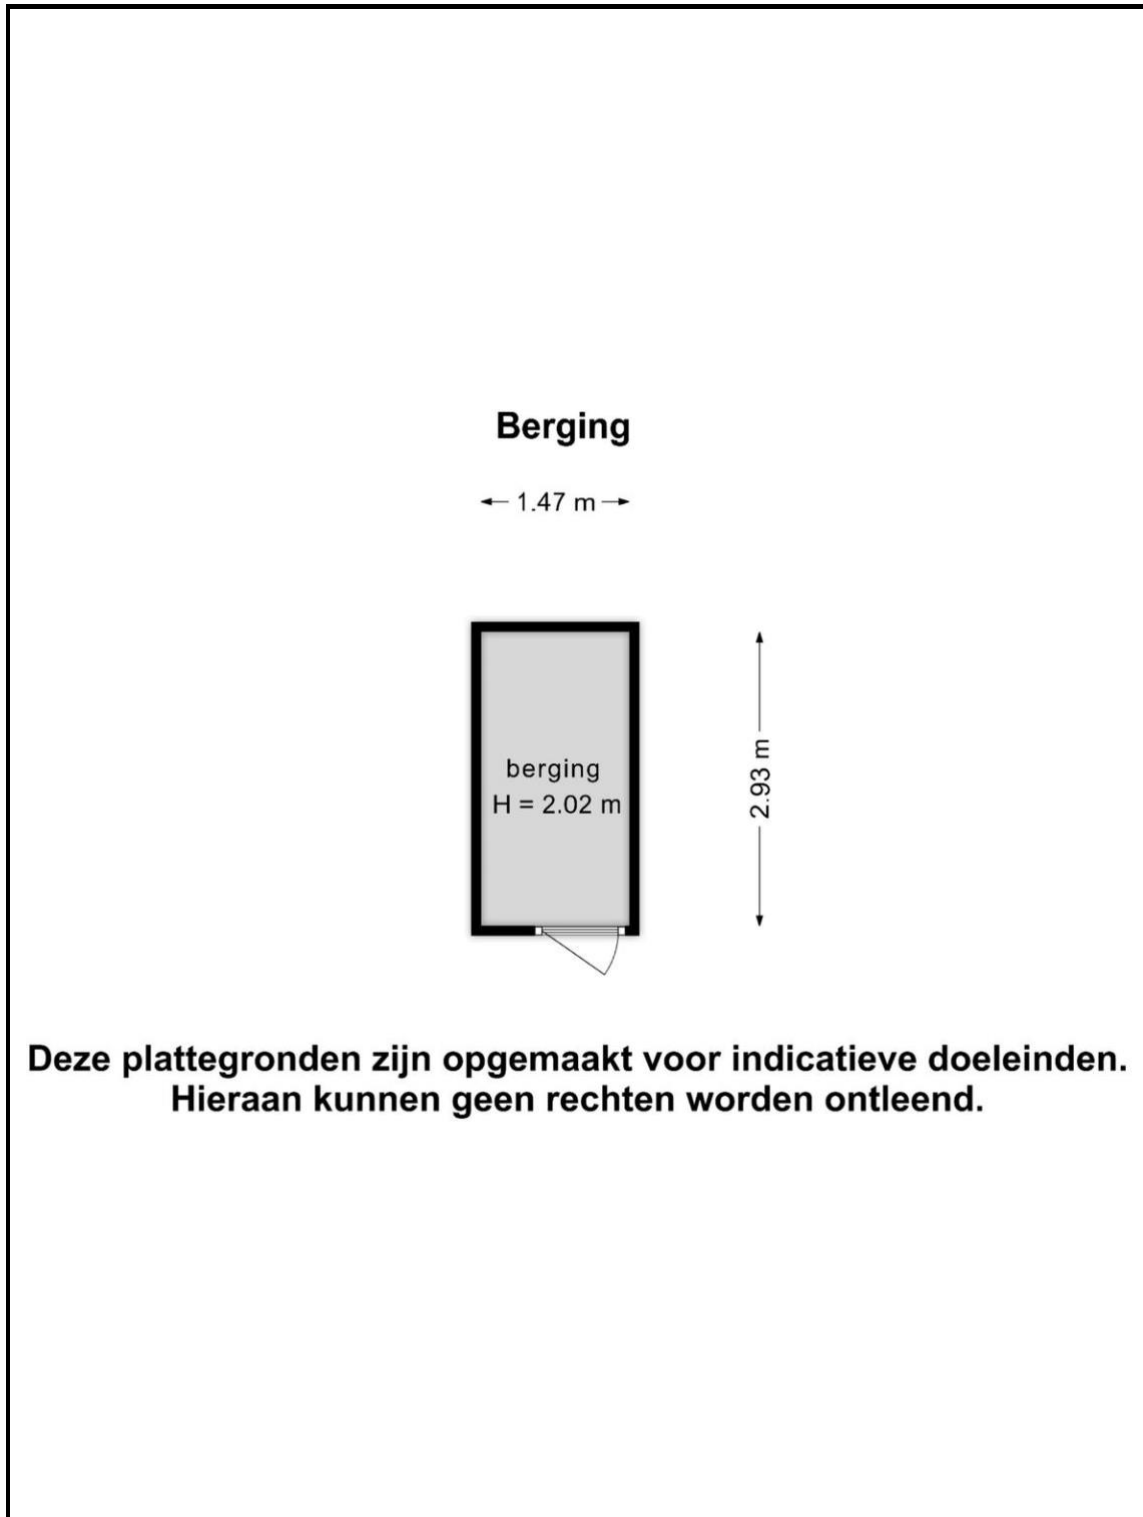 Berging
1.47 m
berging
H = 2.02 m
2.93 m
Deze plattegronden zijn opgemaakt voor indicatieve doeleinden.
Hieraan kunnen geen rechten worden ontleend.